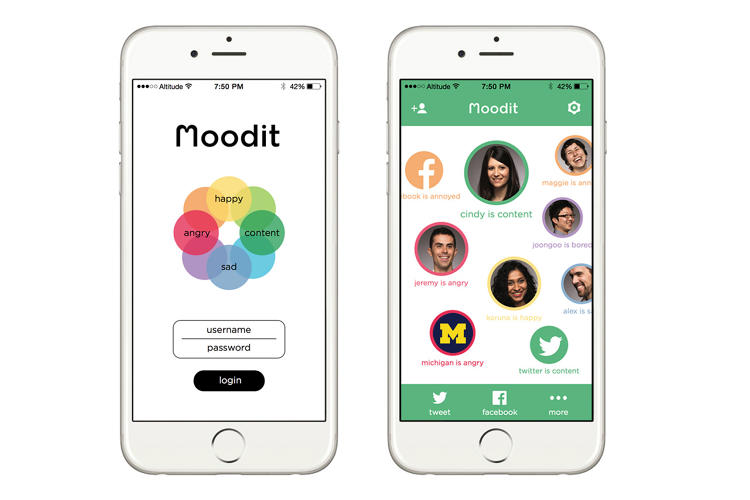 ●●●○○ Altitude 7:50 PM 42%
Moodit
happy
angry content
sad
username
password
login
●●●○○ Altitude 7:50 PM 42%
+ Moodit
f
book is annoyed
cindy is content
maggie is ann
joongoo is bored
jeremy is angry
karuna is happy
alex is sa
M
michigan is angry
twitter is content
tweet facebook more